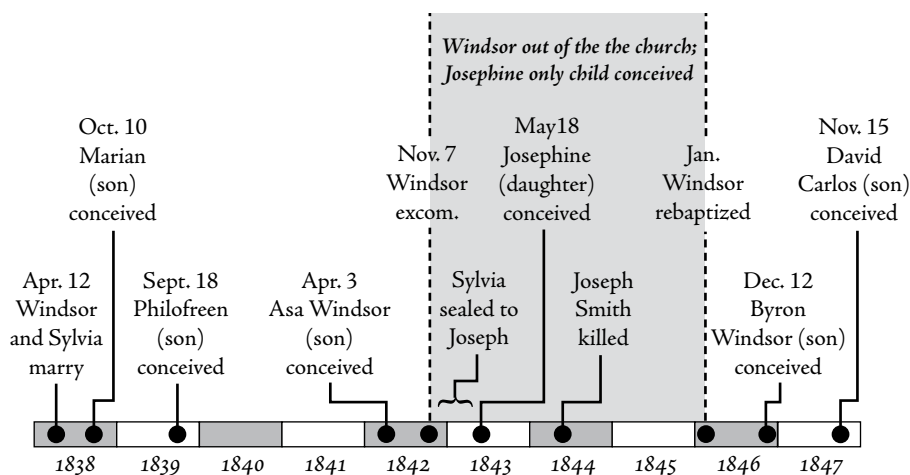 Windsor out of the the church;
Josephine only child conceived
Oct. 10
Marian
(son)
conceived
Nov. 7
Windsor
excom.
May18
Josephine
(daughter)
conceived
Jan.
Windsor
rebaptized
Nov. 15
David
Carlos (son)
conceived
Apr. 12
Windsor
and Sylvia
marry
Sept. 18
Philofreen
(son)
conceived
Apr. 3
Asa Windsor
(son)
conceived
Sylvia
sealed to
Joseph
Joseph
Smith
killed
Dec. 12
Byron
Windsor (son)
conceived
1838 1839 1840 1841 1842 1843 1844 1845 1846 1847